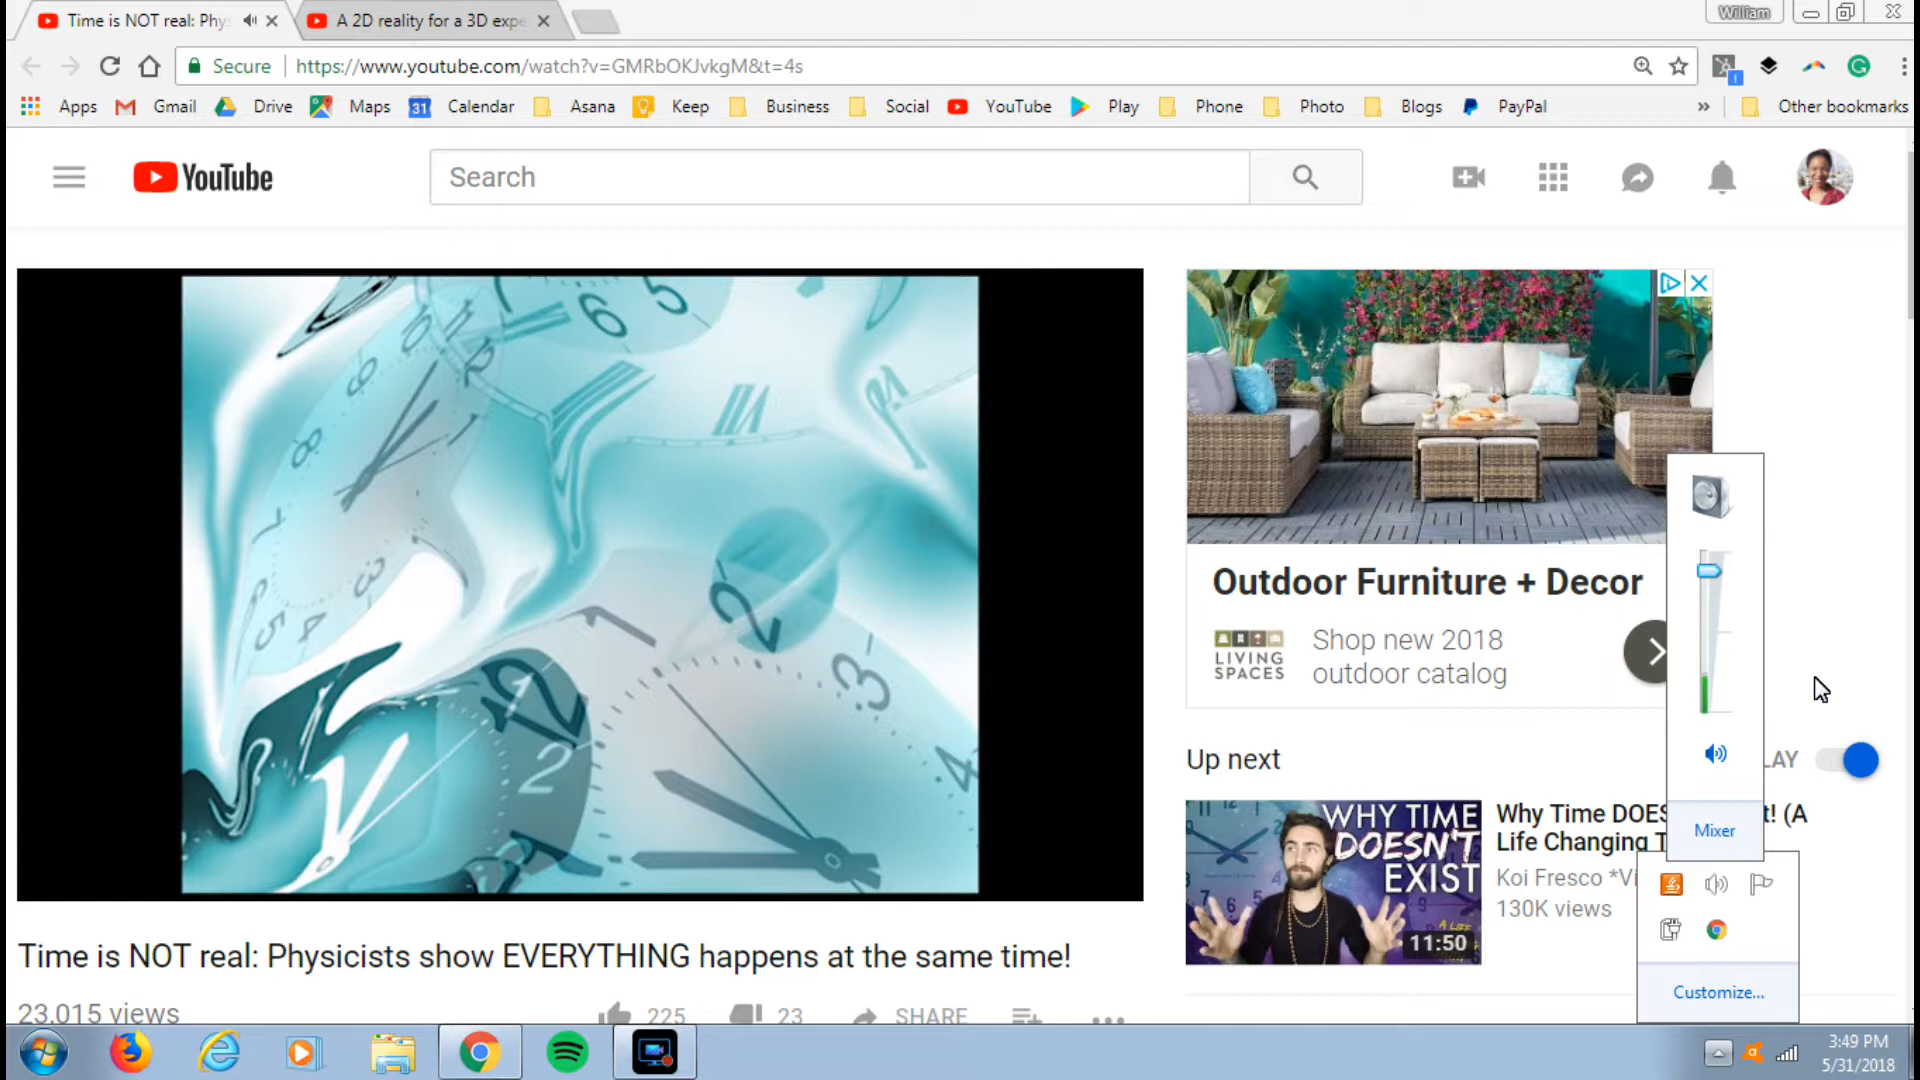 Time is NOT real: Phy
A 2D reality for a 3D expe
William
Secure
https://www.youtube.com/watch?v=GMRbOKJvkgM&t=4s
Apps
Gmail
Drive
Maps
31
Calendar
Asana
Keep
Business
Social
YouTube
Play
Phone
Photo
Blogs
PayPal
»
Other bookmarks
YouTube
Search
Outdoor Furniture + Decor
LIVING
SPACES
Shop new 2018
outdoor catalog
Up next
LAY
WHY TIME
DOESN'T
EXIST
11:50
Why Time DOES t! (A
Life Changing T
Koi Fresco *Vi
130K views
Mixer
Customize...
Time is NOT real: Physicists show EVERYTHING happens at the same time!
23,015 views
225
23
SHARE
3:49 PM
5/31/2018